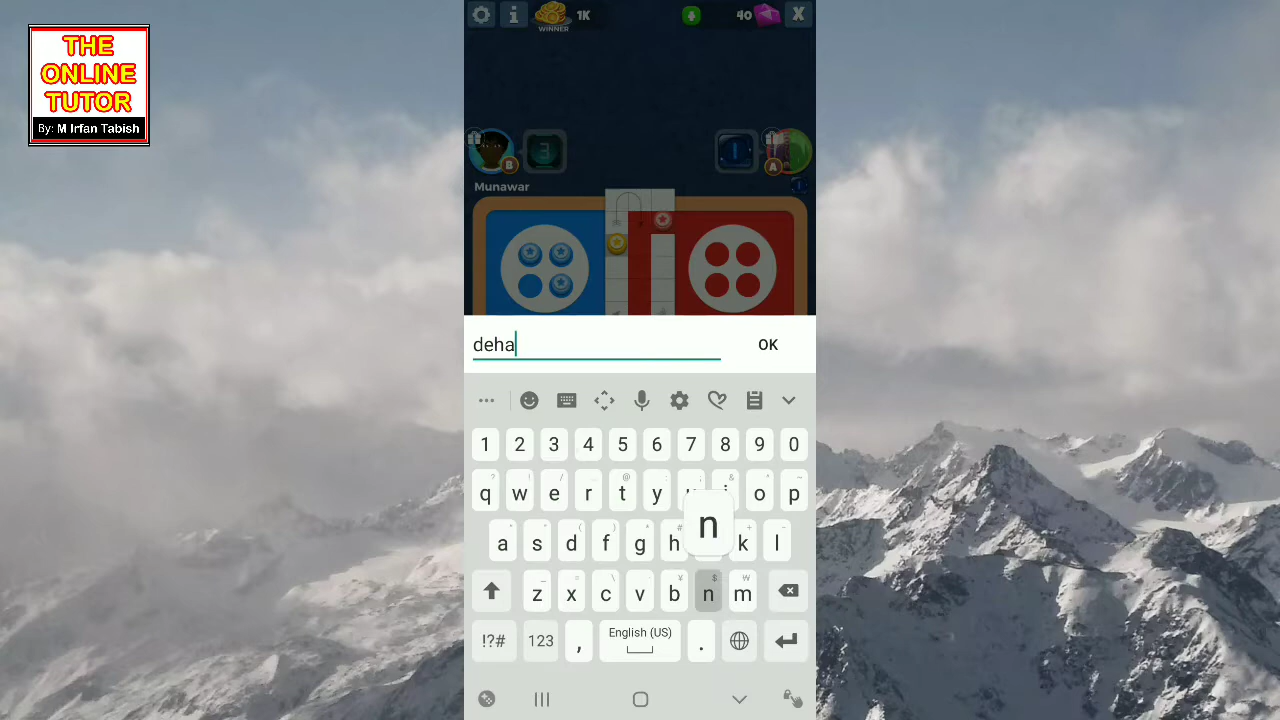 THE
ONLINE
TUTOR
By: M Irfan Tabish
i 1K 40 X
WINNER
3
B A
Munawar
deha
OK
1 2 3 4 5 6 7 8 9 0
q w e r t y o p
n
a s d f g h k l
z x c v b n m
!?# 123 , English (US) .